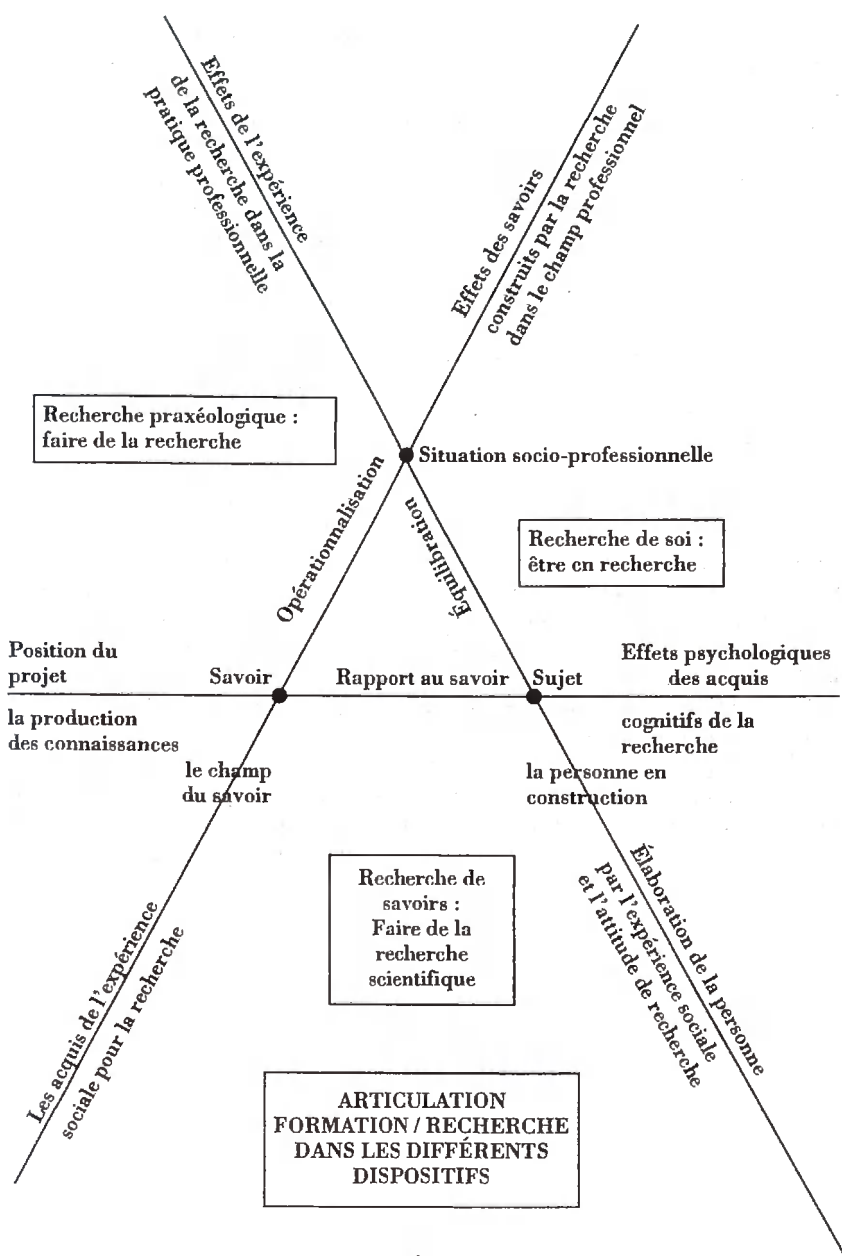 Effets de l'expérience
de la recherche dans la
pratique professionnelle
Effets des savoirs
construits par la recherche
dans le champ professionnel
Recherche praxéologique :
faire de la recherche
Situation socio-professionnelle
Opérationnalisation
Équilibration
Recherche de soi :
être en recherche
Position du
projet
Savoir
Rapport au savoir
Sujet
Effets psychologiques
des acquis
la production
des connaissances
cognitifs de la
recherche
le champ
du savoir
la personne en
construction
Recherche de
savoirs :
Faire de la
recherche
scientifique
Les acquis de l'expérience
sociale pour la recherche
Élaboration de la personne
par l'expérience sociale
et l'attitude de recherche
ARTICULATION
FORMATION / RECHERCHE
DANS LES DIFFÉRENTS
DISPOSITIFS